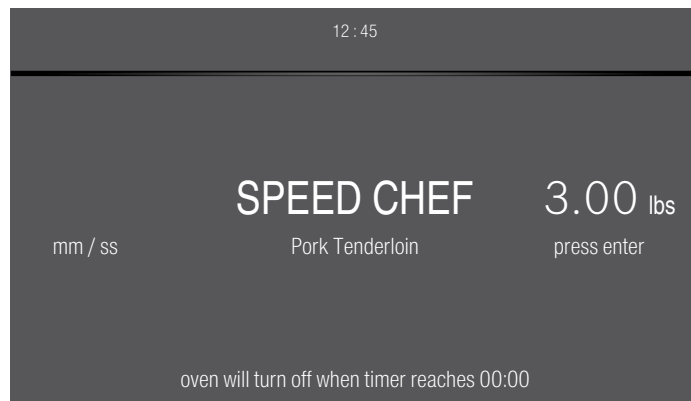 12 : 45
SPEED CHEF 3.00 lbs
mm / ss Pork Tenderloin press enter
oven will turn off when timer reaches 00:00